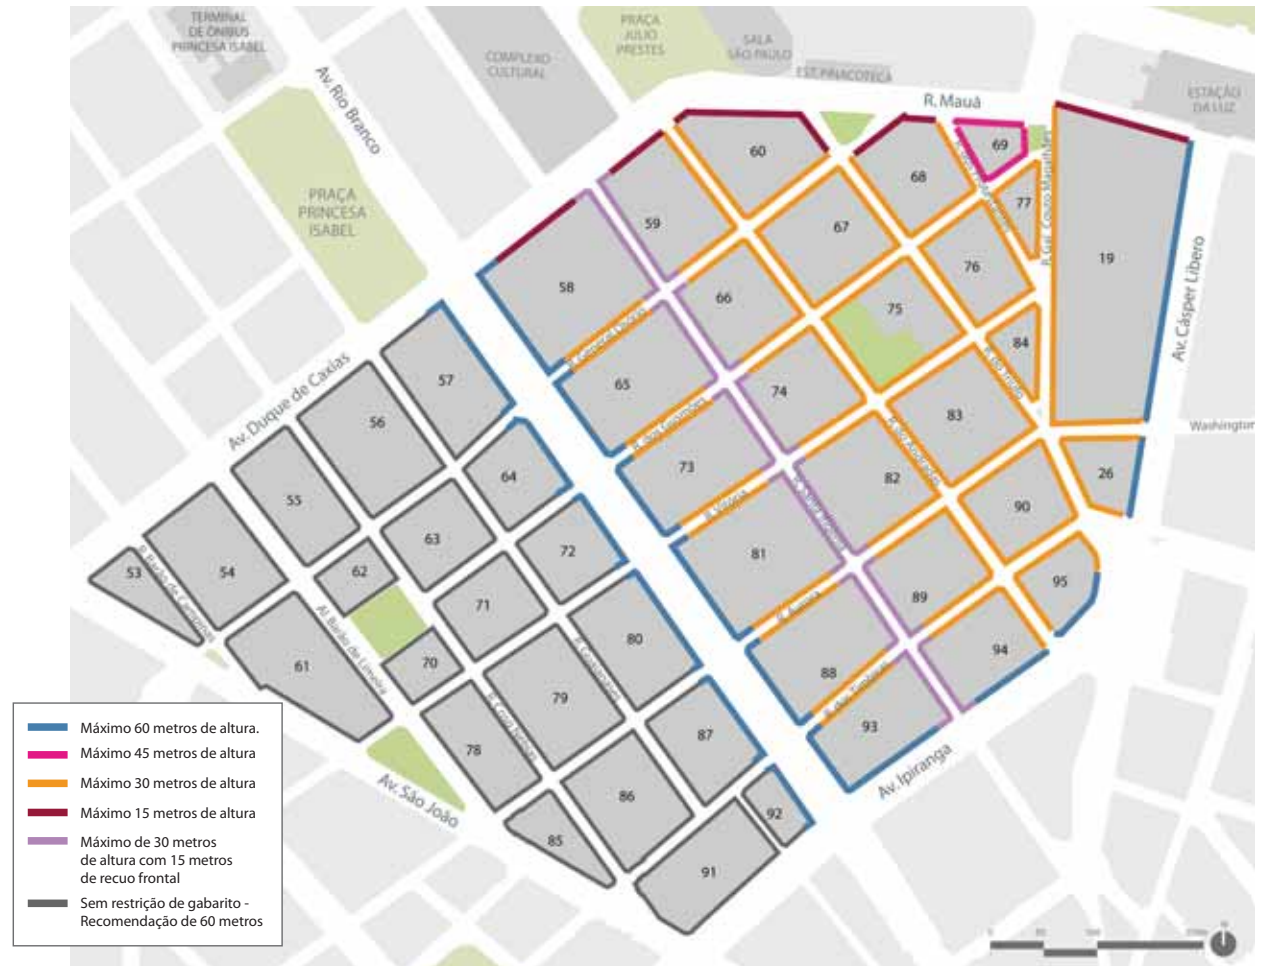 TERMINAL
DE ÔNIBUS
PRINCESA ISABEL
PRAÇA
JULIO
PRESTES
SALA
SÃO PAULO
COMPLEXO
CULTURAL
EST. PINACOTECA
ESTAÇÃO
DA LUZ
Av. Rio Branco
R. Mauá
PRAÇA
PRINCESA
ISABEL
60
69
68
77
R. Gal. Couto Magalhães
59
67
19
76
58
66
75
Av. Cásper Líbero
84
R. General Osório
R. do Triunfo
Av. Duque de Caxias
57
65
74
83
56
R. dos Gusmões
R. dos Andradas
Washington
64
73
82
26
55
R. Vitória
R. Santa Ifigênia
90
63
72
81
53
R. Barão de Campinas
54
62
95
71
R. Aurora
89
Al. Barão de Limeira
80
61
70
R. Guaianases
88
94
R. dos Timbiras
79
78
87
93
Av. Ipiranga
Av. São João
86
92
85
91
Máximo 60 metros de altura.
Máximo 45 metros de altura
Máximo 30 metros de altura
Máximo 15 metros de altura
Máximo de 30 metros
de altura com 15 metros
de recuo frontal
Sem restrição de gabarito -
Recomendação de 60 metros